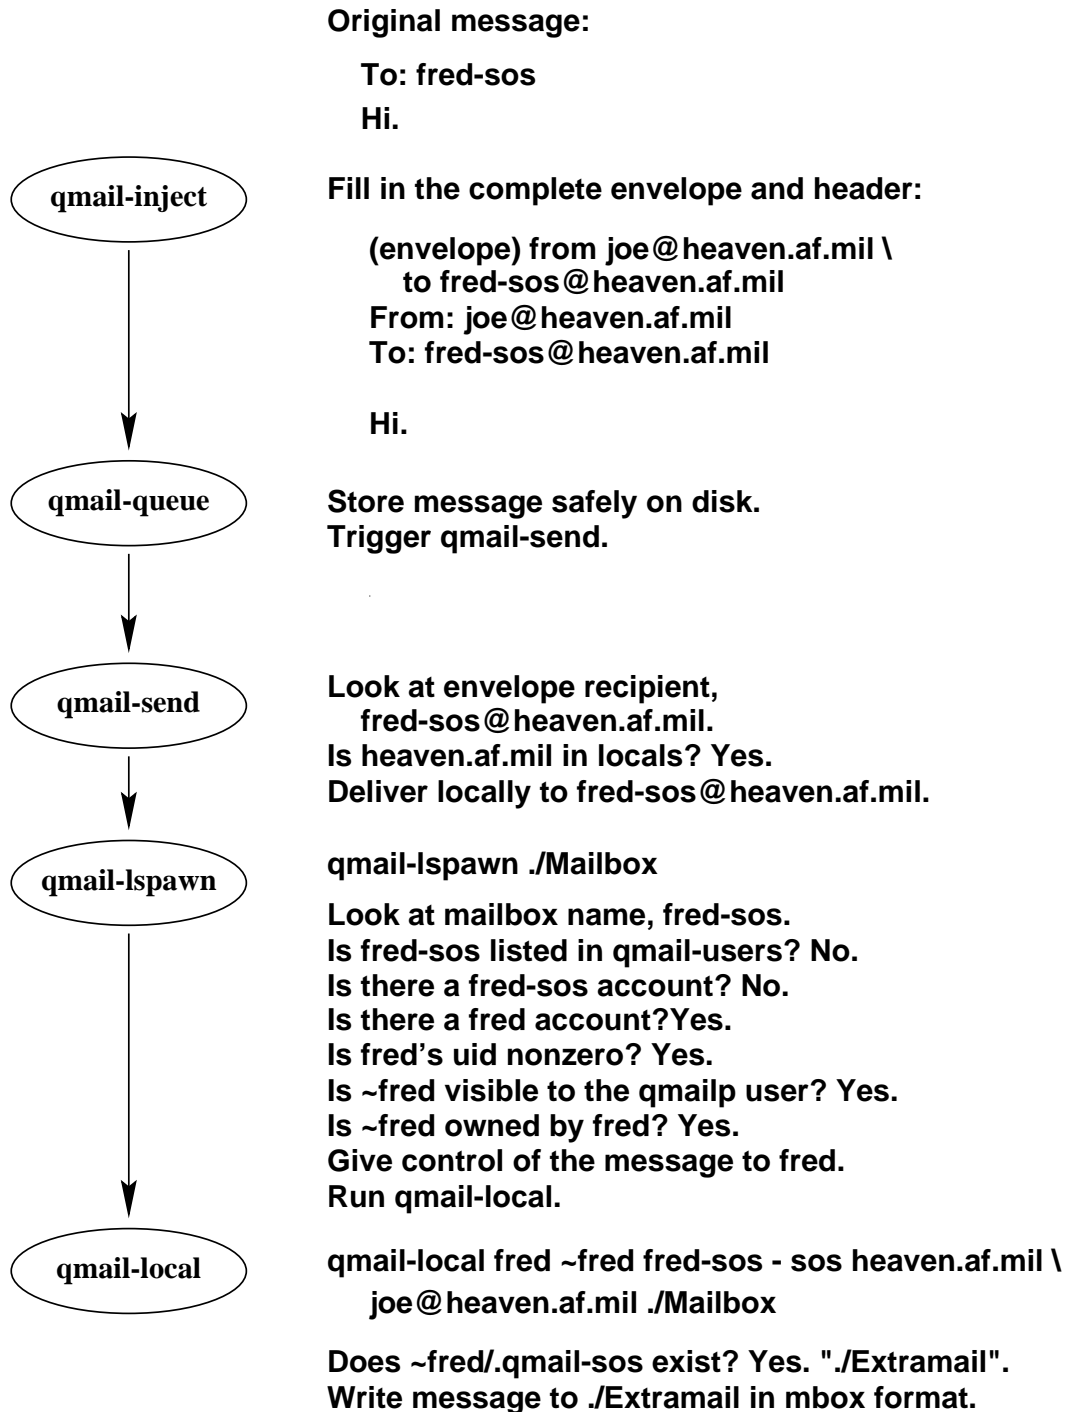 Original message:
To: fred-sos
Hi.
qmail-inject
Fill in the complete envelope and header:
(envelope) from joe@heaven.af.mil \
to fred-sos@heaven.af.mil
From: joe@heaven.af.mil
To: fred-sos@heaven.af.mil
Hi.
qmail-queue
Store message safely on disk.
Trigger qmail-send.
qmail-send
Look at envelope recipient,
fred-sos@heaven.af.mil.
Is heaven.af.mil in locals? Yes.
Deliver locally to fred-sos@heaven.af.mil.
qmail-lspawn
qmail-lspawn ./Mailbox
Look at mailbox name, fred-sos.
Is fred-sos listed in qmail-users? No.
Is there a fred-sos account? No.
Is there a fred account?Yes.
Is fred's uid nonzero? Yes.
Is ~fred visible to the qmailp user? Yes.
Is ~fred owned by fred? Yes.
Give control of the message to fred.
Run qmail-local.
qmail-local
qmail-local fred ~fred fred-sos - sos heaven.af.mil \
joe@heaven.af.mil ./Mailbox
Does ~fred/.qmail-sos exist? Yes. "./Extramail".
Write message to ./Extramail in mbox format.